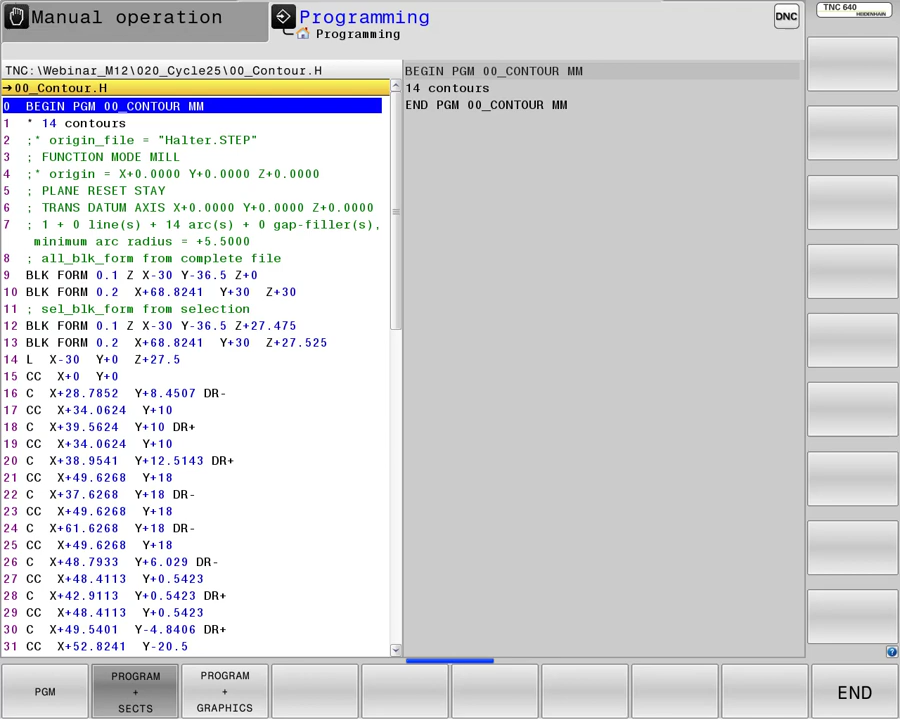 Manual operation
Programming
Programming
DNC
TNC 640
HEIDENHAIN
TNC:\Webinar_M12\020_Cycle25\00_Contour.H
→00_Contour.H
0 BEGIN PGM 00_CONTOUR MM
1 * 14 contours
2 ;* origin_file = "Halter.STEP"
3 ; FUNCTION MODE MILL
4 ;* origin = X+0.0000 Y+0.0000 Z+0.0000
5 ; PLANE RESET STAY
6 ; TRANS DATUM AXIS X+0.0000 Y+0.0000 Z+0.0000
7 ; 1 + 0 line(s) + 14 arc(s) + 0 gap-filler(s),
minimum arc radius = +5.5000
8 ; all_blk_form from complete file
9 BLK FORM 0.1 Z X-30 Y-36.5 Z+0
10 BLK FORM 0.2 X+68.8241 Y+30 Z+30
11 ; sel_blk_form from selection
12 BLK FORM 0.1 Z X-30 Y-36.5 Z+27.475
13 BLK FORM 0.2 X+68.8241 Y+30 Z+27.525
14 L X-30 Y+0 Z+27.5
15 CC X+0 Y+0
16 C X+28.7852 Y+8.4507 DR-
17 CC X+34.0624 Y+10
18 C X+39.5624 Y+10 DR+
19 CC X+34.0624 Y+10
20 C X+38.9541 Y+12.5143 DR+
21 CC X+49.6268 Y+18
22 C X+37.6268 Y+18 DR-
23 CC X+49.6268 Y+18
24 C X+61.6268 Y+18 DR-
25 CC X+49.6268 Y+18
26 C X+48.7933 Y+6.029 DR-
27 CC X+48.4113 Y+0.5423
28 C X+42.9113 Y+0.5423 DR+
29 CC X+48.4113 Y+0.5423
30 C X+49.5401 Y-4.8406 DR+
31 CC X+52.8241 Y-20.5
BEGIN PGM 00_CONTOUR MM
14 contours
END PGM 00_CONTOUR MM
PGM
PROGRAM
+
SECTS
PROGRAM
+
GRAPHICS
END